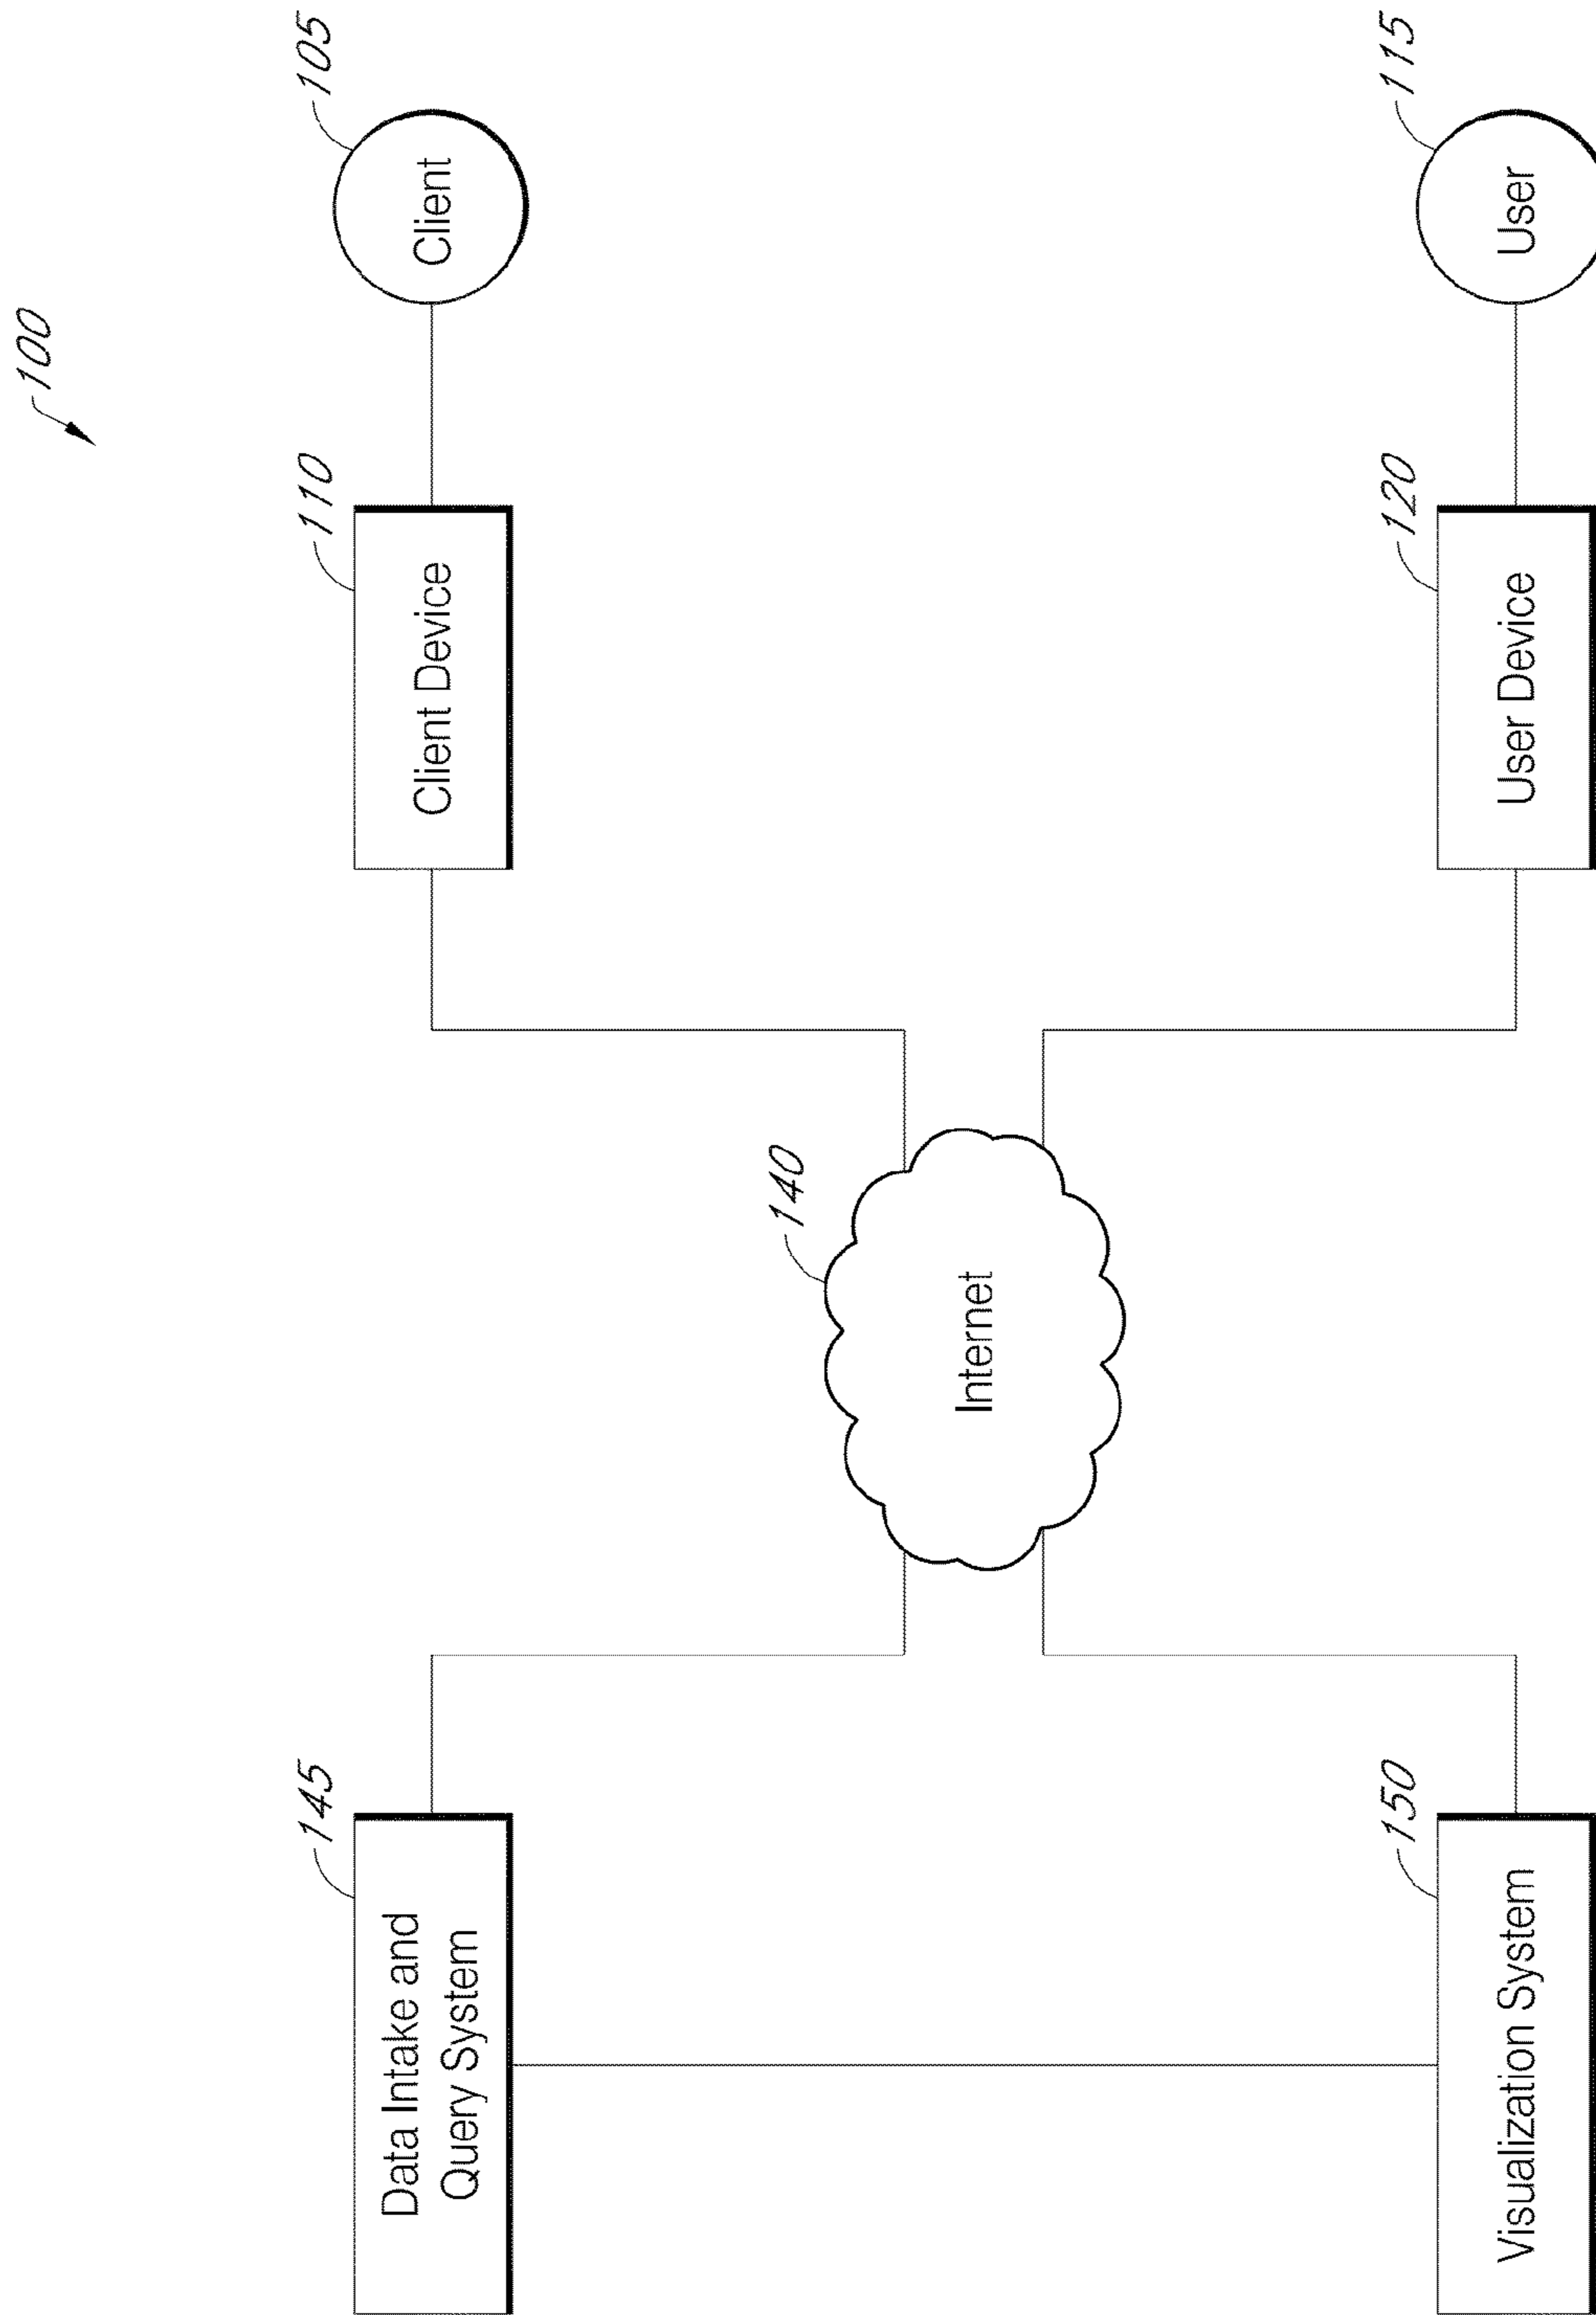 100
145
Data Intake and
Query System
110
Client Device
105
Client
140
Internet
150
Visualization System
120
User Device
115
User